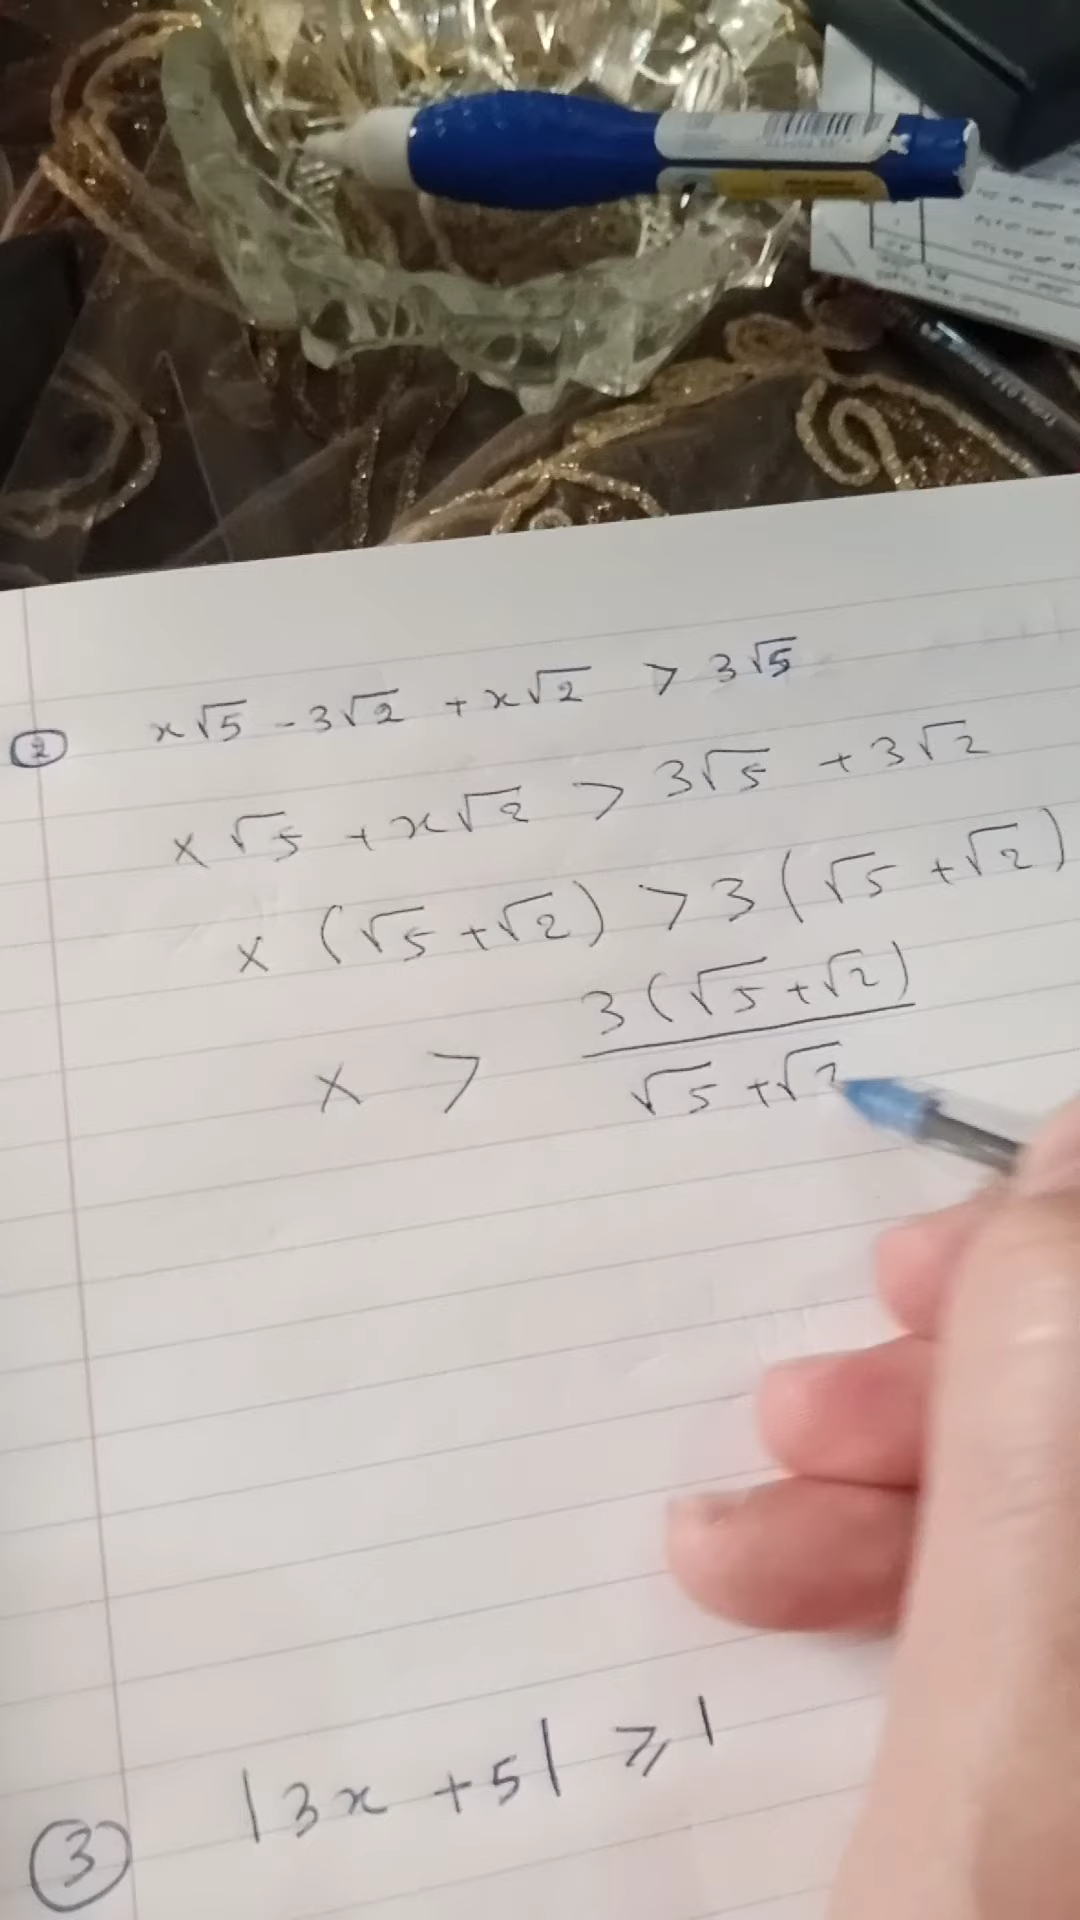 ② x√5 - 3√2 + x√2 > 3√5
x√5 + x√2 > 3√5 + 3√2
x (√5 + √2) > 3 (√5 + √2)
x > 3(√5 + √2) / √5 + √2
③ |3x + 5| ⩾ 1